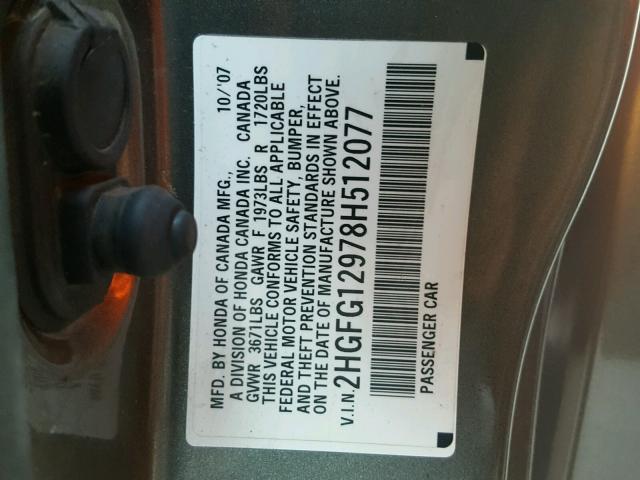 MFD. BY HONDA OF CANADA MFG., 10/'07
A DIVISION OF HONDA CANADA INC. CANADA
GVWR 3671LBS GAWR F 1973LBS R 1720LBS
THIS VEHICLE CONFORMS TO ALL APPLICABLE
FEDERAL MOTOR VEHICLE SAFETY, BUMPER,
AND THEFT PREVENTION STANDARDS IN EFFECT
ON THE DATE OF MANUFACTURE SHOWN ABOVE.
V.I.N. 2HGFG12978H512077
PASSENGER CAR